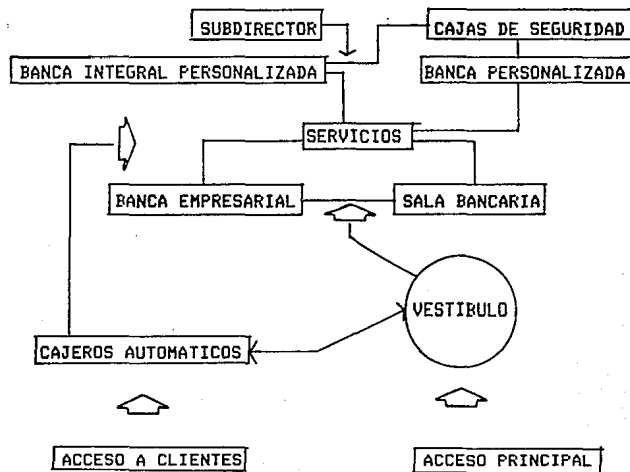 SUBDIRECTOR
CAJAS DE SEGURIDAD
BANCA INTEGRAL PERSONALIZADA
BANCA PERSONALIZADA
SERVICIOS
BANCA EMPRESARIAL
SALA BANCARIA
VESTIBULO
CAJEROS AUTOMATICOS
ACCESO A CLIENTES
ACCESO PRINCIPAL